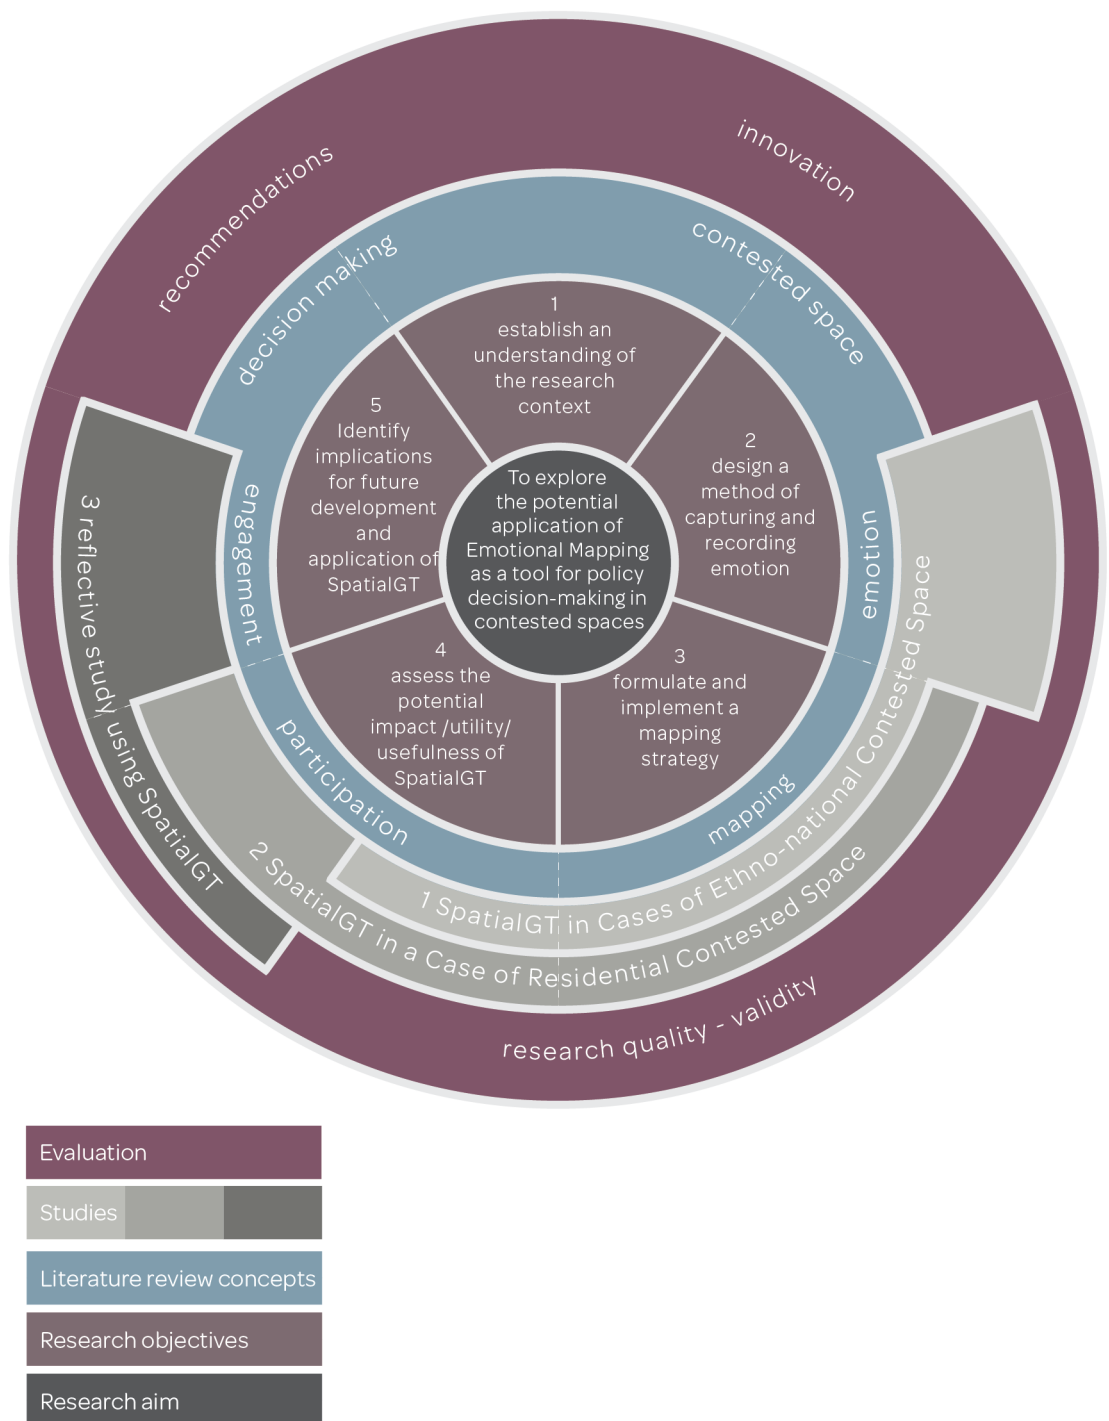 recommendations
innovation
decision making
contested space
1
establish an
understanding of
the research
context
5
Identify
implications
for future
development
and
application of
SpatialGT
2
design a
method of
capturing and
recording
emotion
To explore
the potential
application of
Emotional Mapping
as a tool for policy
decision-making in
contested spaces
engagement
emotion
4
assess the
potential
impact /utility/
usefulness of
SpatialGT
3
formulate and
implement a
mapping
strategy
participation
mapping
3 reflective study using SpatialGT
1 SpatialGT in Cases of Ethno-national Contested Space
2 SpatialGT in a Case of Residential Contested Space
research quality - validity
Evaluation
Studies
Literature review concepts
Research objectives
Research aim